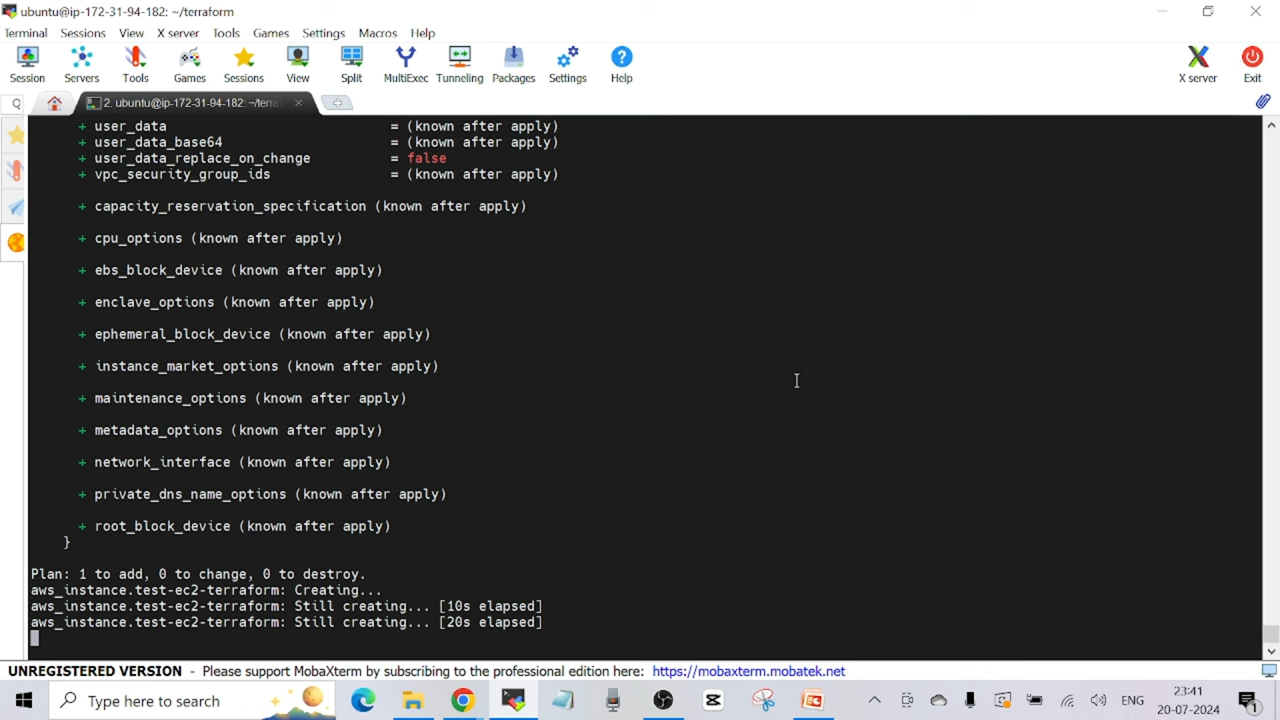 ubuntu@ip-172-31-94-182: ~/terraform
Terminal Sessions View X server Tools Games Settings Macros Help
Session Servers Tools Games Sessions View Split MultiExec Tunneling Packages Settings Help X server Exit
Q 2. ubuntu@ip-172-31-94-182: ~/terra
+ user_data = (known after apply)
+ user_data_base64 = (known after apply)
+ user_data_replace_on_change = false
+ vpc_security_group_ids = (known after apply)
+ capacity_reservation_specification (known after apply)
+ cpu_options (known after apply)
+ ebs_block_device (known after apply)
+ enclave_options (known after apply)
+ ephemeral_block_device (known after apply)
+ instance_market_options (known after apply)
+ maintenance_options (known after apply)
+ metadata_options (known after apply)
+ network_interface (known after apply)
+ private_dns_name_options (known after apply)
+ root_block_device (known after apply)
}
Plan: 1 to add, 0 to change, 0 to destroy.
aws_instance.test-ec2-terraform: Creating...
aws_instance.test-ec2-terraform: Still creating... [10s elapsed]
aws_instance.test-ec2-terraform: Still creating... [20s elapsed]
UNREGISTERED VERSION - Please support MobaXterm by subscribing to the professional edition here: https://mobaxterm.mobatek.net
Type here to search
ENG
23:41
20-07-2024
1